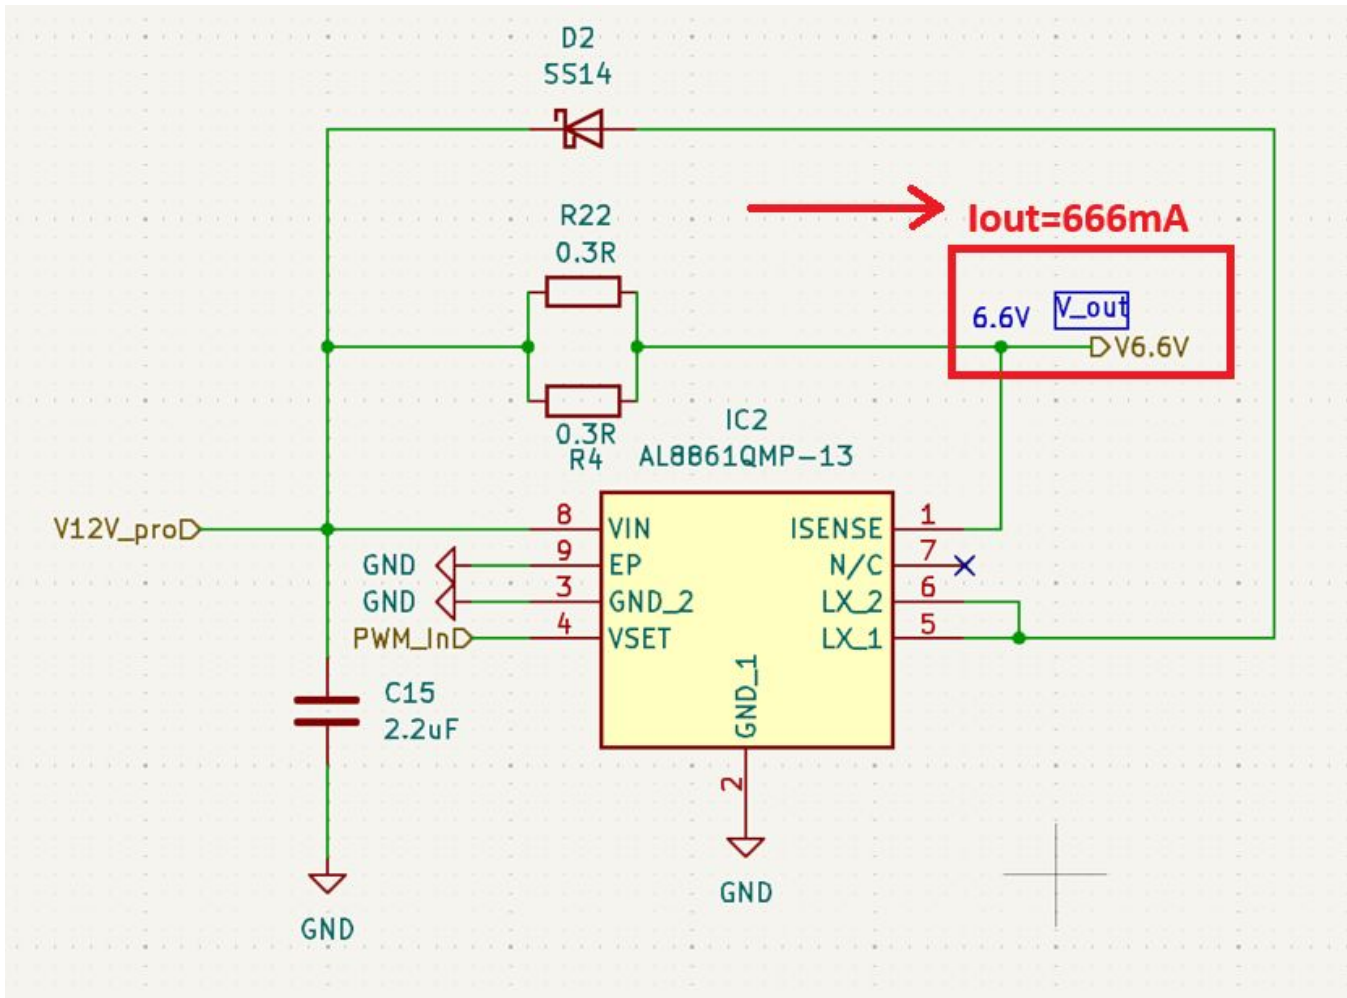 D2
SS14
R22
0.3R
Iout=666mA
6.6V
V_out
V6.6V
0.3R
R4
IC2
AL8861QMP-13
V12V_pro
8
VIN
ISENSE
1
GND
9
EP
N/C
7
GND
3
GND_2
LX_2
6
PWM_In
4
VSET
LX_1
5
GND_1
2
C15
2.2uF
GND
GND